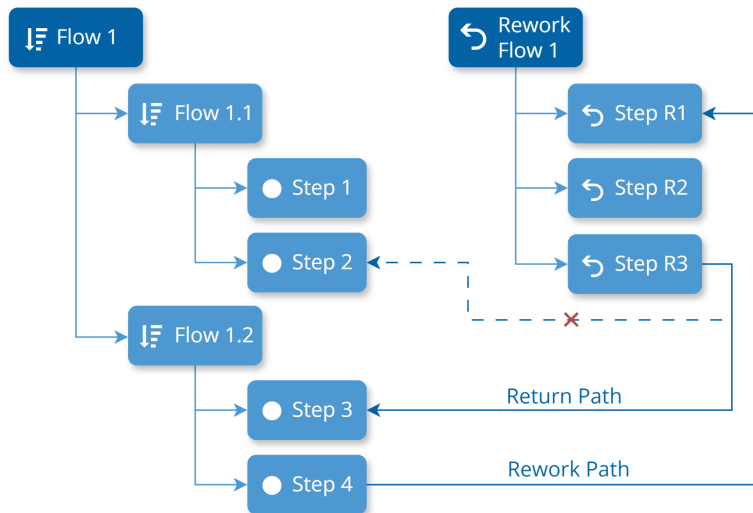 Flow 1
Rework
Flow 1
Flow 1.1
Step R1
Step 1
Step R2
Step 2
Step R3
Flow 1.2
Step 3
Return Path
Step 4
Rework Path